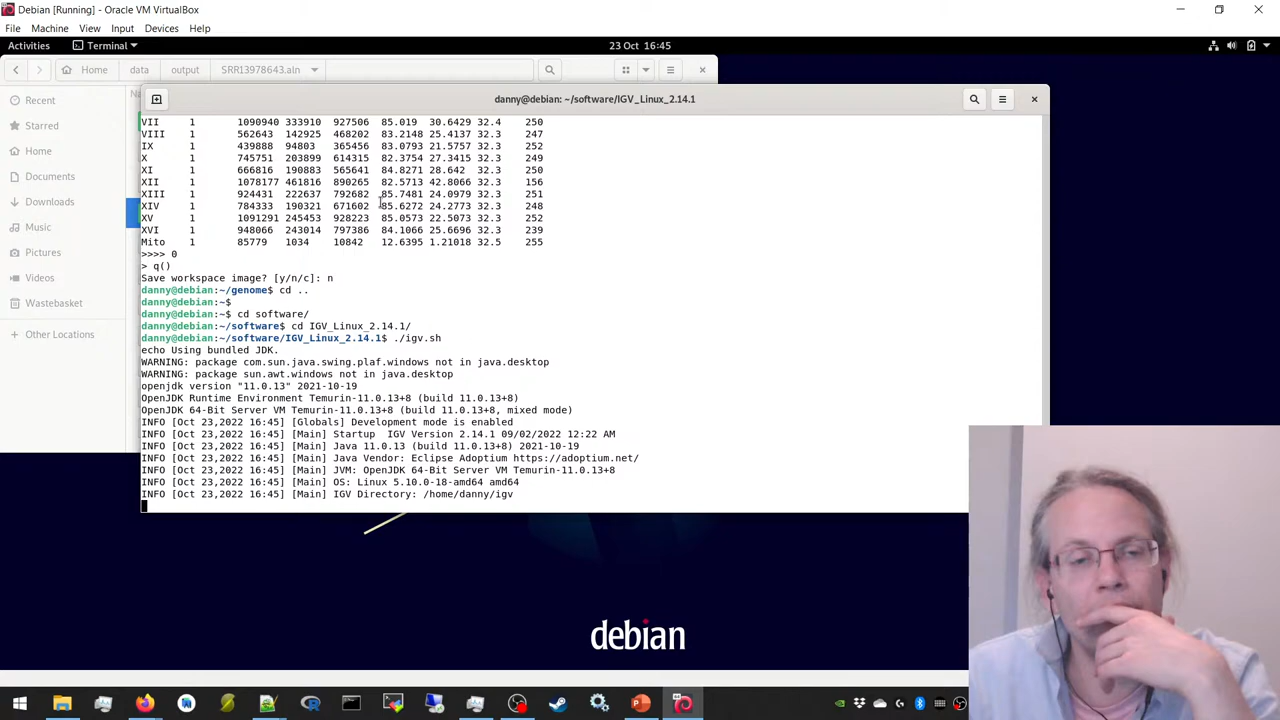 Debian [Running] - Oracle VM VirtualBox
File Machine View Input Devices Help
Activities Terminal 23 Oct 16:45
Home data output SRR13978643.aln
Recent
Starred
Home
Documents
Downloads
Music
Pictures
Videos
Wastebasket
Other Locations
danny@debian: ~/software/IGV_Linux_2.14.1
VII 1 1090940 333910 927506 85.019 30.6429 32.4 250
VIII 1 562643 142925 468202 83.2148 25.4137 32.3 247
IX 1 439888 94803 365456 83.0793 21.5757 32.3 252
X 1 745751 203899 614315 82.3754 27.3415 32.3 249
XI 1 666816 190883 565641 84.8271 28.642 32.3 250
XII 1 1078177 461816 890265 82.5713 42.8066 32.3 156
XIII 1 924431 222637 792682 85.7481 24.0979 32.3 251
XIV 1 784333 190321 671602 85.6272 24.2773 32.3 248
XV 1 1091291 245453 928223 85.0573 22.5073 32.3 252
XVI 1 948066 243014 797386 84.1066 25.6696 32.3 239
Mito 1 85779 1034 10842 12.6395 1.21018 32.5 255
>>>> 0
> q()
Save workspace image? [y/n/c]: n
danny@debian:~/genome$ cd ..
danny@debian:~$
danny@debian:~$ cd software/
danny@debian:~/software$ cd IGV_Linux_2.14.1/
danny@debian:~/software/IGV_Linux_2.14.1$ ./igv.sh
echo Using bundled JDK.
WARNING: package com.sun.java.swing.plaf.windows not in java.desktop
WARNING: package sun.awt.windows not in java.desktop
openjdk version "11.0.13" 2021-10-19
OpenJDK Runtime Environment Temurin-11.0.13+8 (build 11.0.13+8)
OpenJDK 64-Bit Server VM Temurin-11.0.13+8 (build 11.0.13+8, mixed mode)
INFO [Oct 23,2022 16:45] [Globals] Development mode is enabled
INFO [Oct 23,2022 16:45] [Main] Startup IGV Version 2.14.1 09/02/2022 12:22 AM
INFO [Oct 23,2022 16:45] [Main] Java 11.0.13 (build 11.0.13+8) 2021-10-19
INFO [Oct 23,2022 16:45] [Main] Java Vendor: Eclipse Adoptium https://adoptium.net/
INFO [Oct 23,2022 16:45] [Main] JVM: OpenJDK 64-Bit Server VM Temurin-11.0.13+8
INFO [Oct 23,2022 16:45] [Main] OS: Linux 5.10.0-18-amd64 amd64
INFO [Oct 23,2022 16:45] [Main] IGV Directory: /home/danny/igv
debian